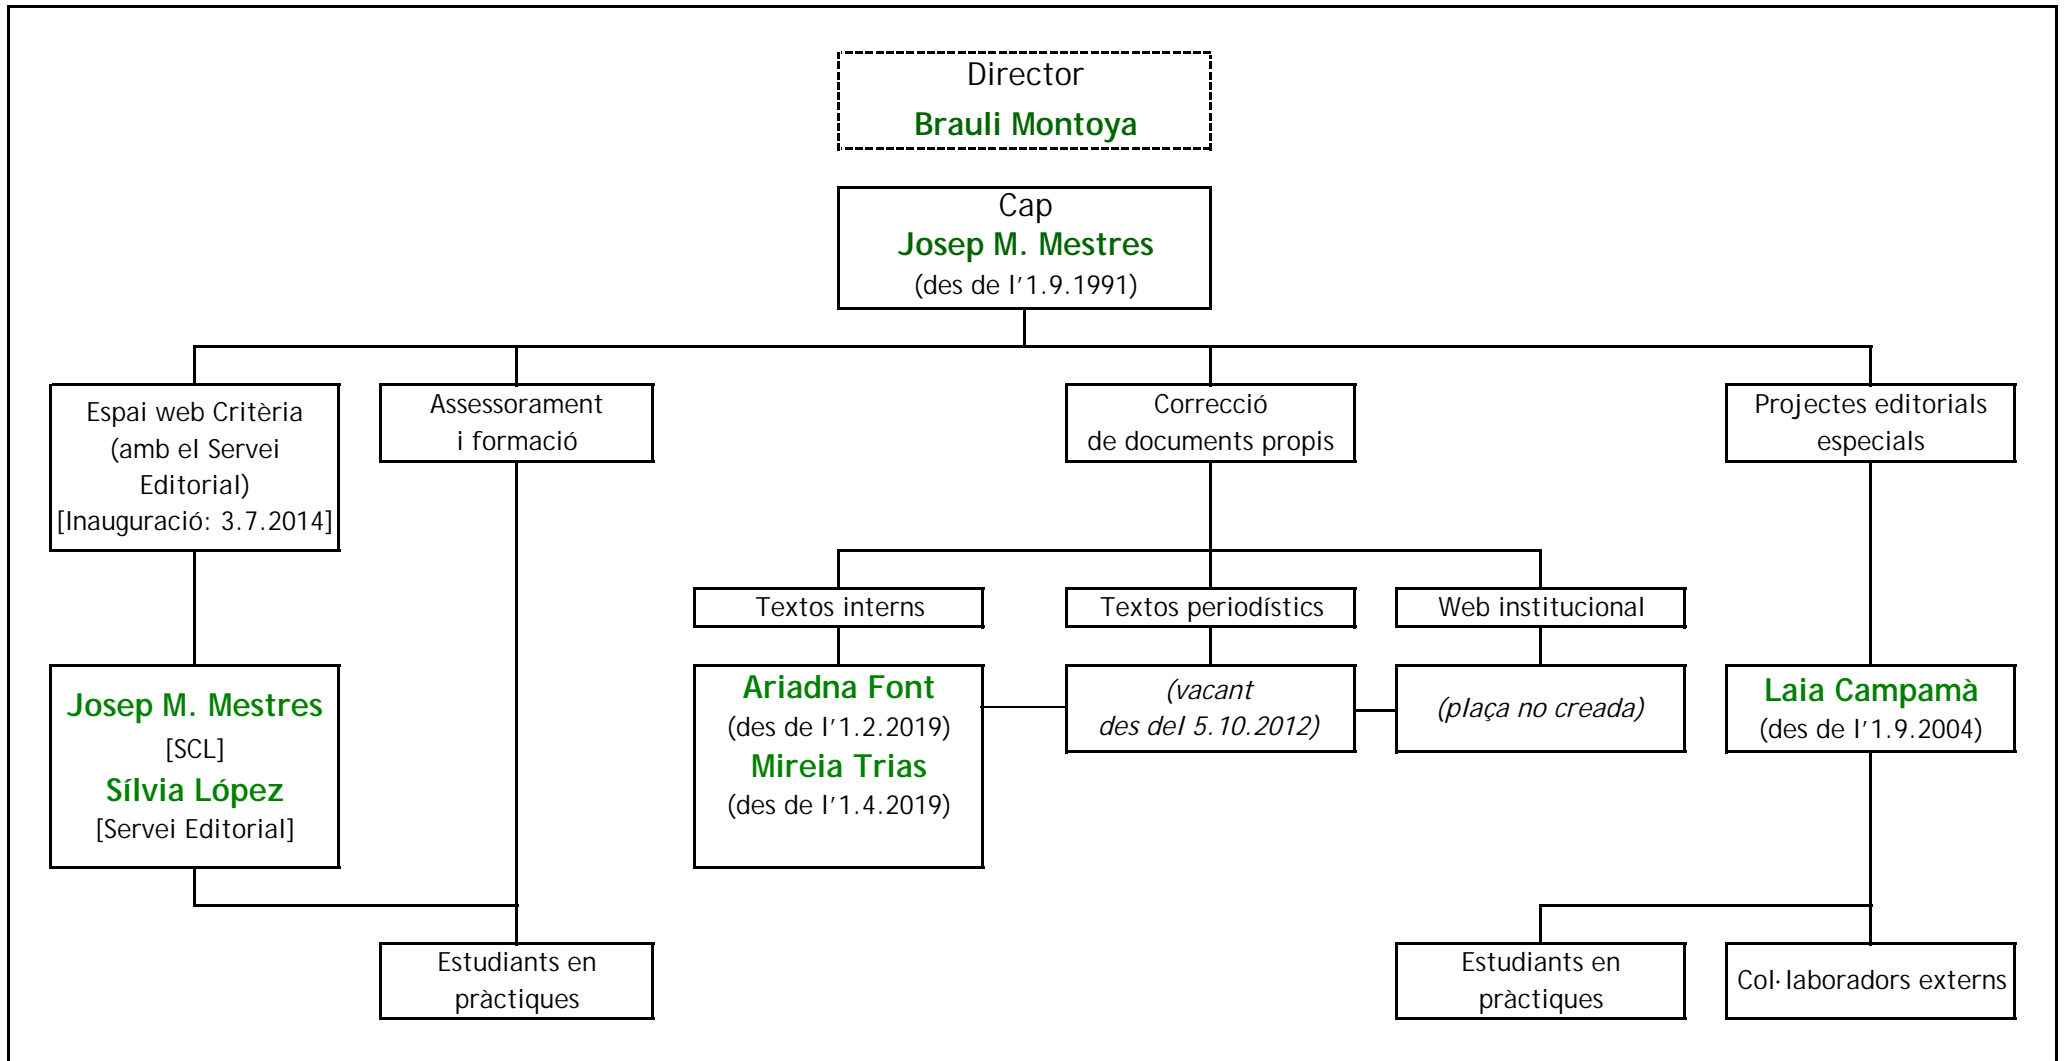 Director
Brauli Montoya
Cap
Josep M. Mestres
(des de l'1.9.1991)
Espai web Critèria
(amb el Servei
Editorial)
[Inauguració: 3.7.2014]
Assessorament
i formació
Correcció
de documents propis
Projectes editorials
especials
Textos interns
Textos periodístics
Web institucional
Josep M. Mestres
[SCL]
Sílvia López
[Servei Editorial]
Ariadna Font
(des de l'1.2.2019)
Mireia Trias
(des de l'1.4.2019)
(vacant
des del 5.10.2012)
(plaça no creada)
Laia Campamà
(des de l'1.9.2004)
Estudiants en
pràctiques
Estudiants en
pràctiques
Col·laboradors externs